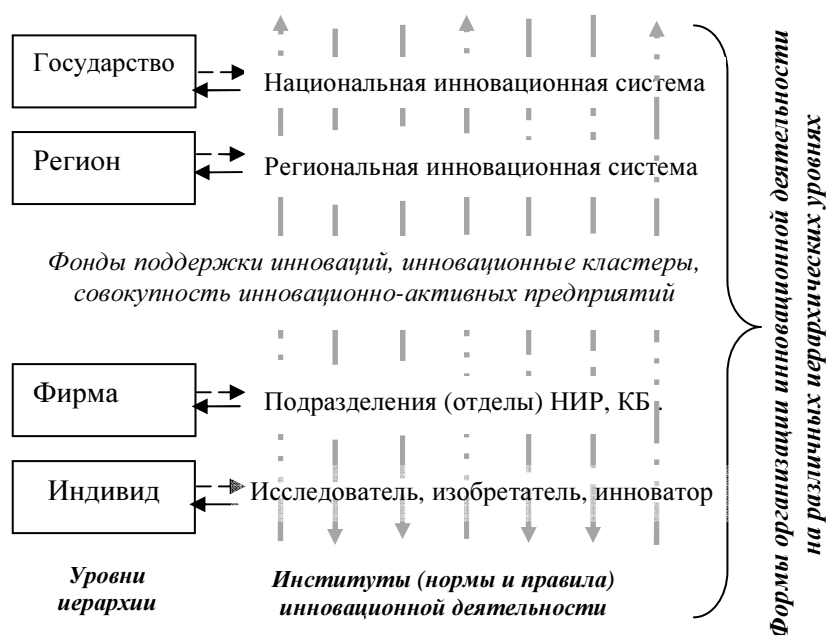 Государство
Национальная инновационная система
Регион
Региональная инновационная система
Фонды поддержки инноваций, инновационные кластеры,
совокупность инновационно-активных предприятий
Фирма
Подразделения (отделы) НИР, КБ .
Индивид
Исследователь, изобретатель, инноватор
Уровни
иерархии
Институты (нормы и правила)
инновационной деятельности
Формы организации инновационной деятельности
на различных иерархических уровнях